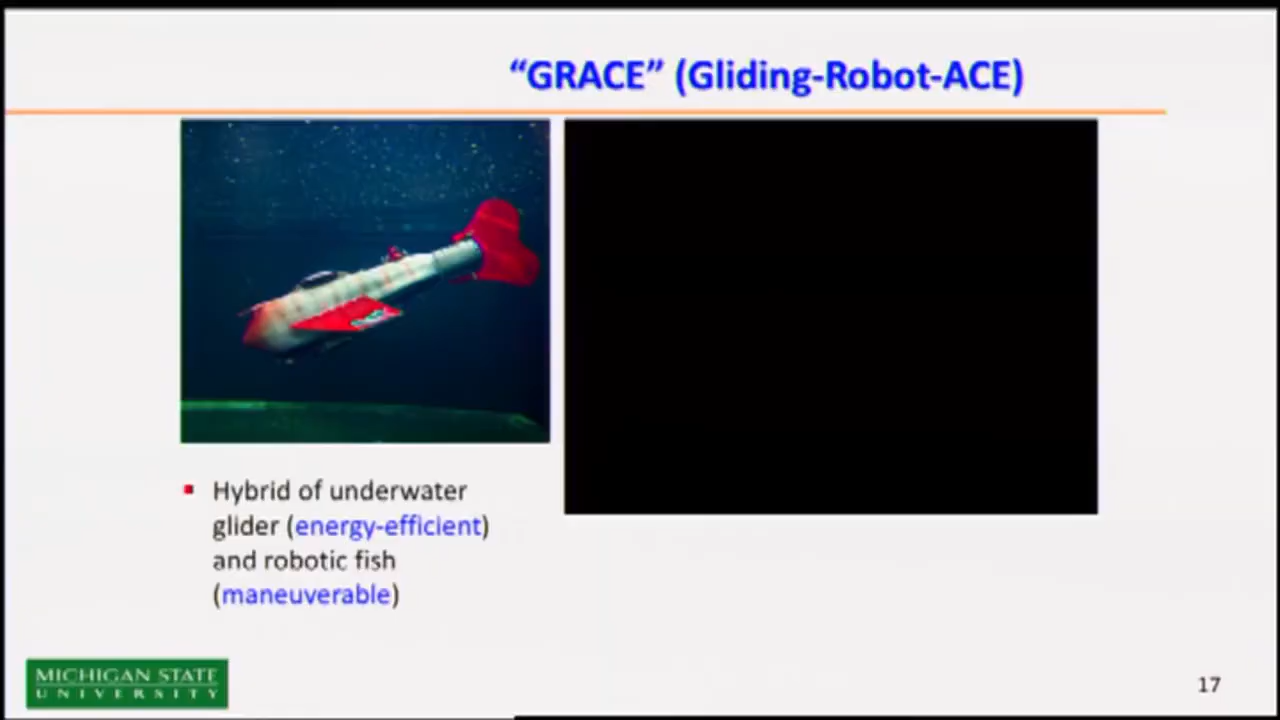 “GRACE” (Gliding-Robot-ACE)
Hybrid of underwater
glider (energy-efficient)
and robotic fish
(maneuverable)
MICHIGAN STATE
UNIVERSITY
17